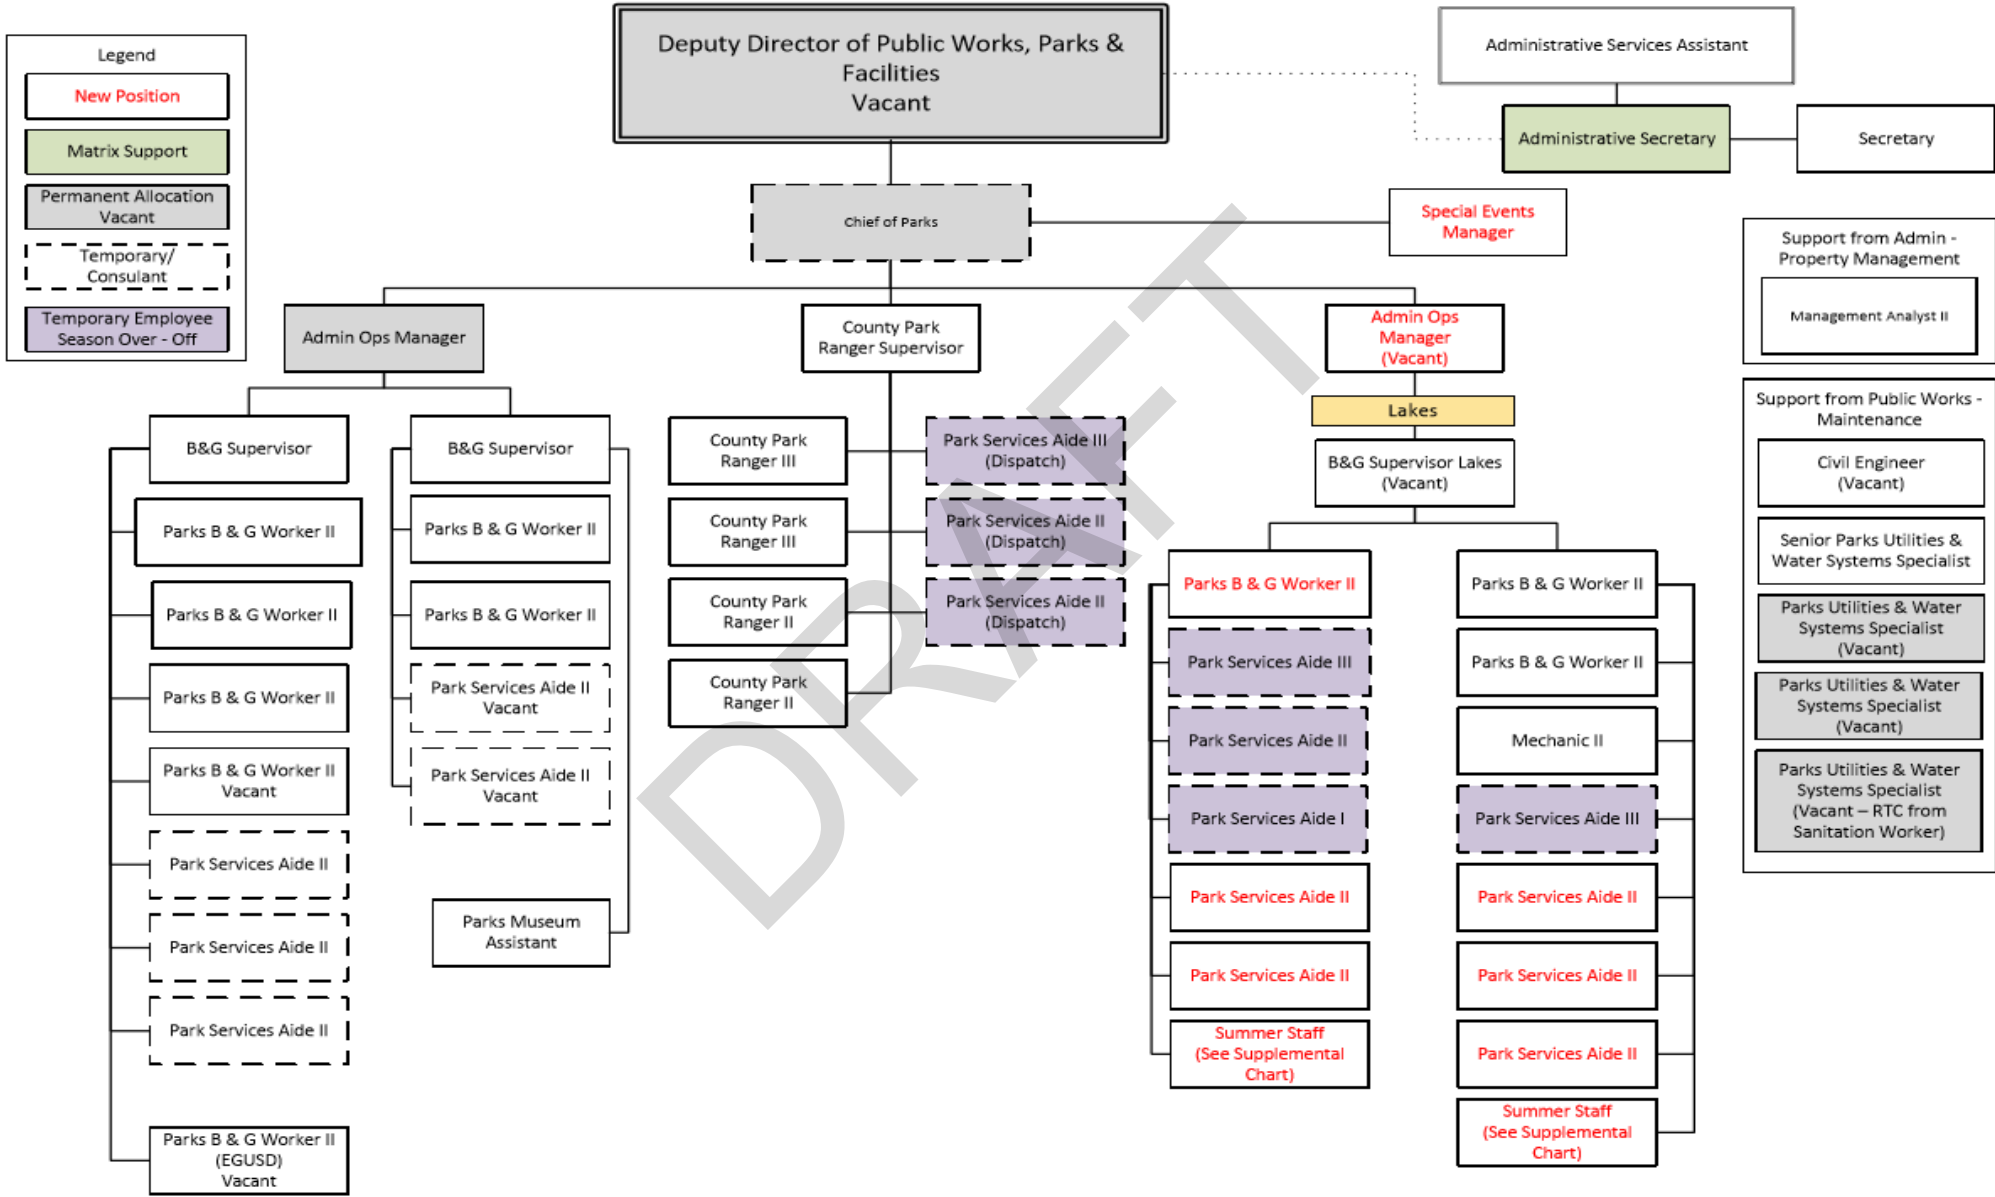 Deputy Director of Public Works, Parks &
Facilities
Vacant
Administrative Services Assistant
Administrative Secretary
Secretary
Legend
New Position
Matrix Support
Permanent Allocation
Vacant
Temporary/
Consulant
Temporary Employee
Season Over - Off
Chief of Parks
Special Events
Manager
Support from Admin -
Property Management
Management Analyst II
Admin Ops Manager
County Park
Ranger Supervisor
Admin Ops
Manager
(Vacant)
Lakes
B&G Supervisor Lakes
(Vacant)
B&G Supervisor
Parks B & G Worker II
Parks B & G Worker II
Parks B & G Worker II
Parks B & G Worker II
Vacant
Park Services Aide II
Park Services Aide II
Park Services Aide II
Parks B & G Worker II
(EGUSD)
Vacant
B&G Supervisor
Parks B & G Worker II
Parks B & G Worker II
Park Services Aide II
Vacant
Park Services Aide II
Vacant
Parks Museum
Assistant
County Park
Ranger III
County Park
Ranger III
County Park
Ranger II
County Park
Ranger II
Park Services Aide III
(Dispatch)
Park Services Aide II
(Dispatch)
Park Services Aide II
(Dispatch)
Parks B & G Worker II
Park Services Aide III
Park Services Aide II
Park Services Aide I
Park Services Aide II
Park Services Aide II
Summer Staff
(See Supplemental
Chart)
Parks B & G Worker II
Parks B & G Worker II
Mechanic II
Park Services Aide III
Park Services Aide II
Park Services Aide II
Park Services Aide II
Summer Staff
(See Supplemental
Chart)
Support from Public Works -
Maintenance
Civil Engineer
(Vacant)
Senior Parks Utilities &
Water Systems Specialist
Parks Utilities & Water
Systems Specialist
(Vacant)
Parks Utilities & Water
Systems Specialist
(Vacant)
Parks Utilities & Water
Systems Specialist
(Vacant – RTC from
Sanitation Worker)
DRAFT